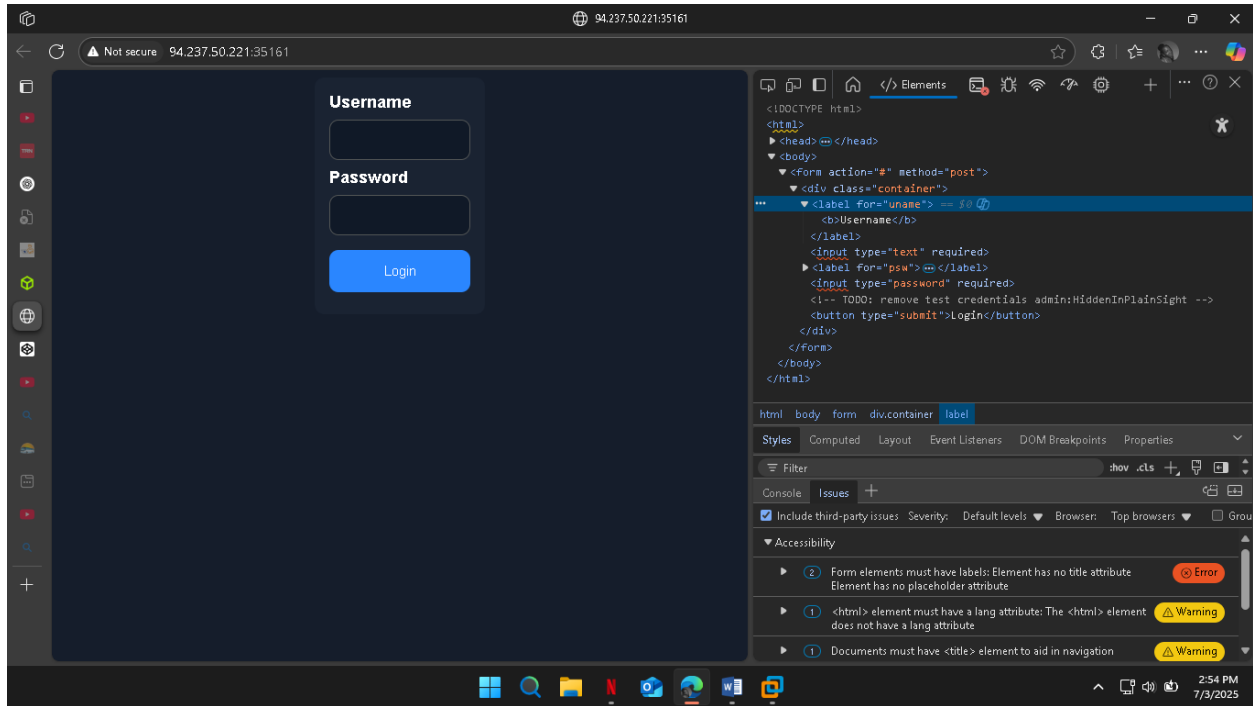 94.237.50.221:35161
Not secure 94.237.50.221:35161
Username
Password
Login
</> Elements
<!DOCTYPE html>
<html>
<head> </head>
<body>
<form action="#" method="post">
<div class="container">
<label for="uname"> == $0
<b>Username</b>
</label>
<input type="text" required>
<label for="psw"> </label>
<input type="password" required>
<!-- TODO: remove test credentials admin:HiddenInPlainSight -->
<button type="submit">Login</button>
</div>
</form>
</body>
</html>
html body form div.container label
Styles Computed Layout Event Listeners DOM Breakpoints Properties
Filter :hov .cls
Console Issues
Include third-party issues Severity: Default levels Browser: Top browsers Grou
Accessibility
2 Form elements must have labels: Element has no title attribute Error
Element has no placeholder attribute
1 <html> element must have a lang attribute: The <html> element Warning
does not have a lang attribute
1 Documents must have <title> element to aid in navigation Warning
2:54 PM
7/3/2025